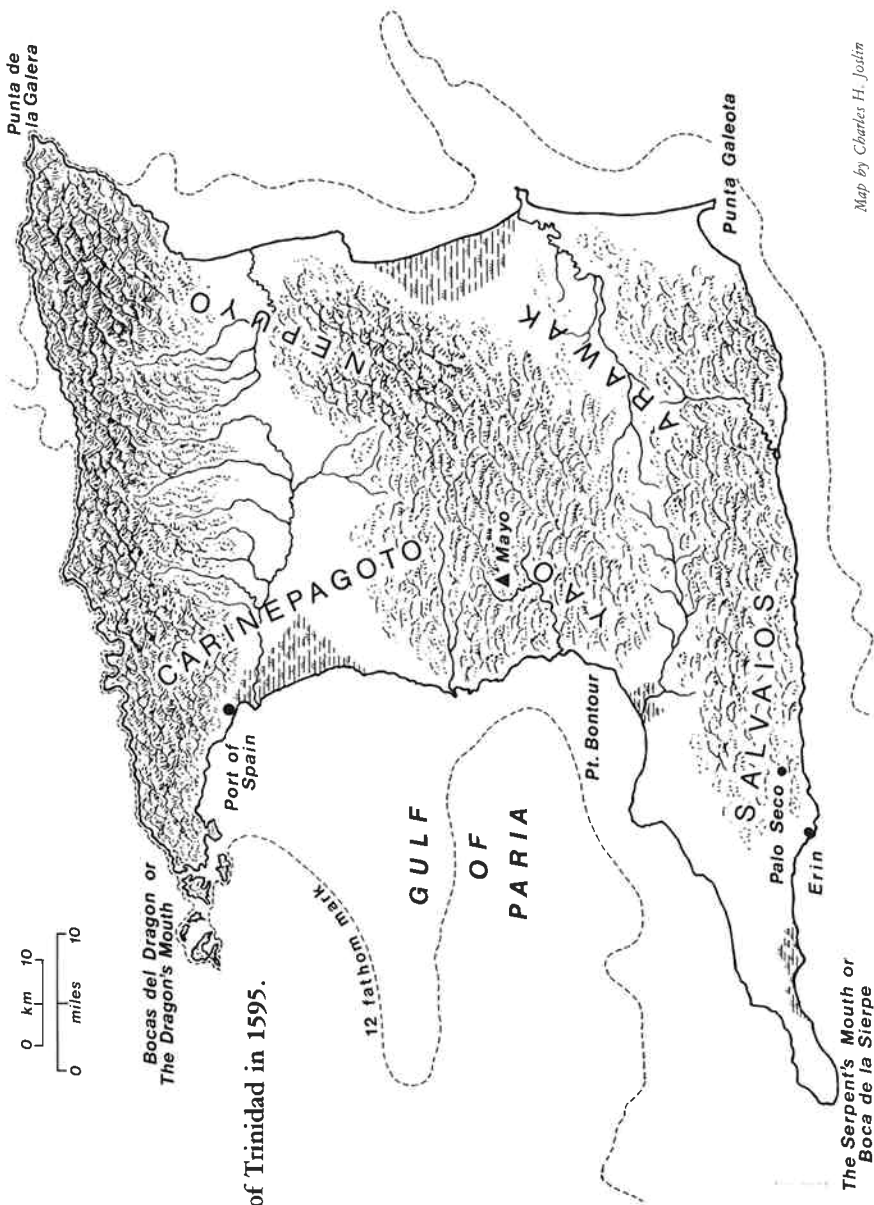 Punta de
la Galera
0 km 10
0 miles 10
Bocas del Dragon or
The Dragon's Mouth
of Trinidad in 1595.
Port of
Spain
CARINEPAGOTO
NEPUYO
12 fathom mark
GULF
OF
PARIA
Mayo
YAO
ARAWAK
Pt. Bontour
Punta Galeota
SALVAIOS
Palo Seco
Erin
The Serpent's Mouth or
Boca de la Sierpe
Map by Charles H. Joslin